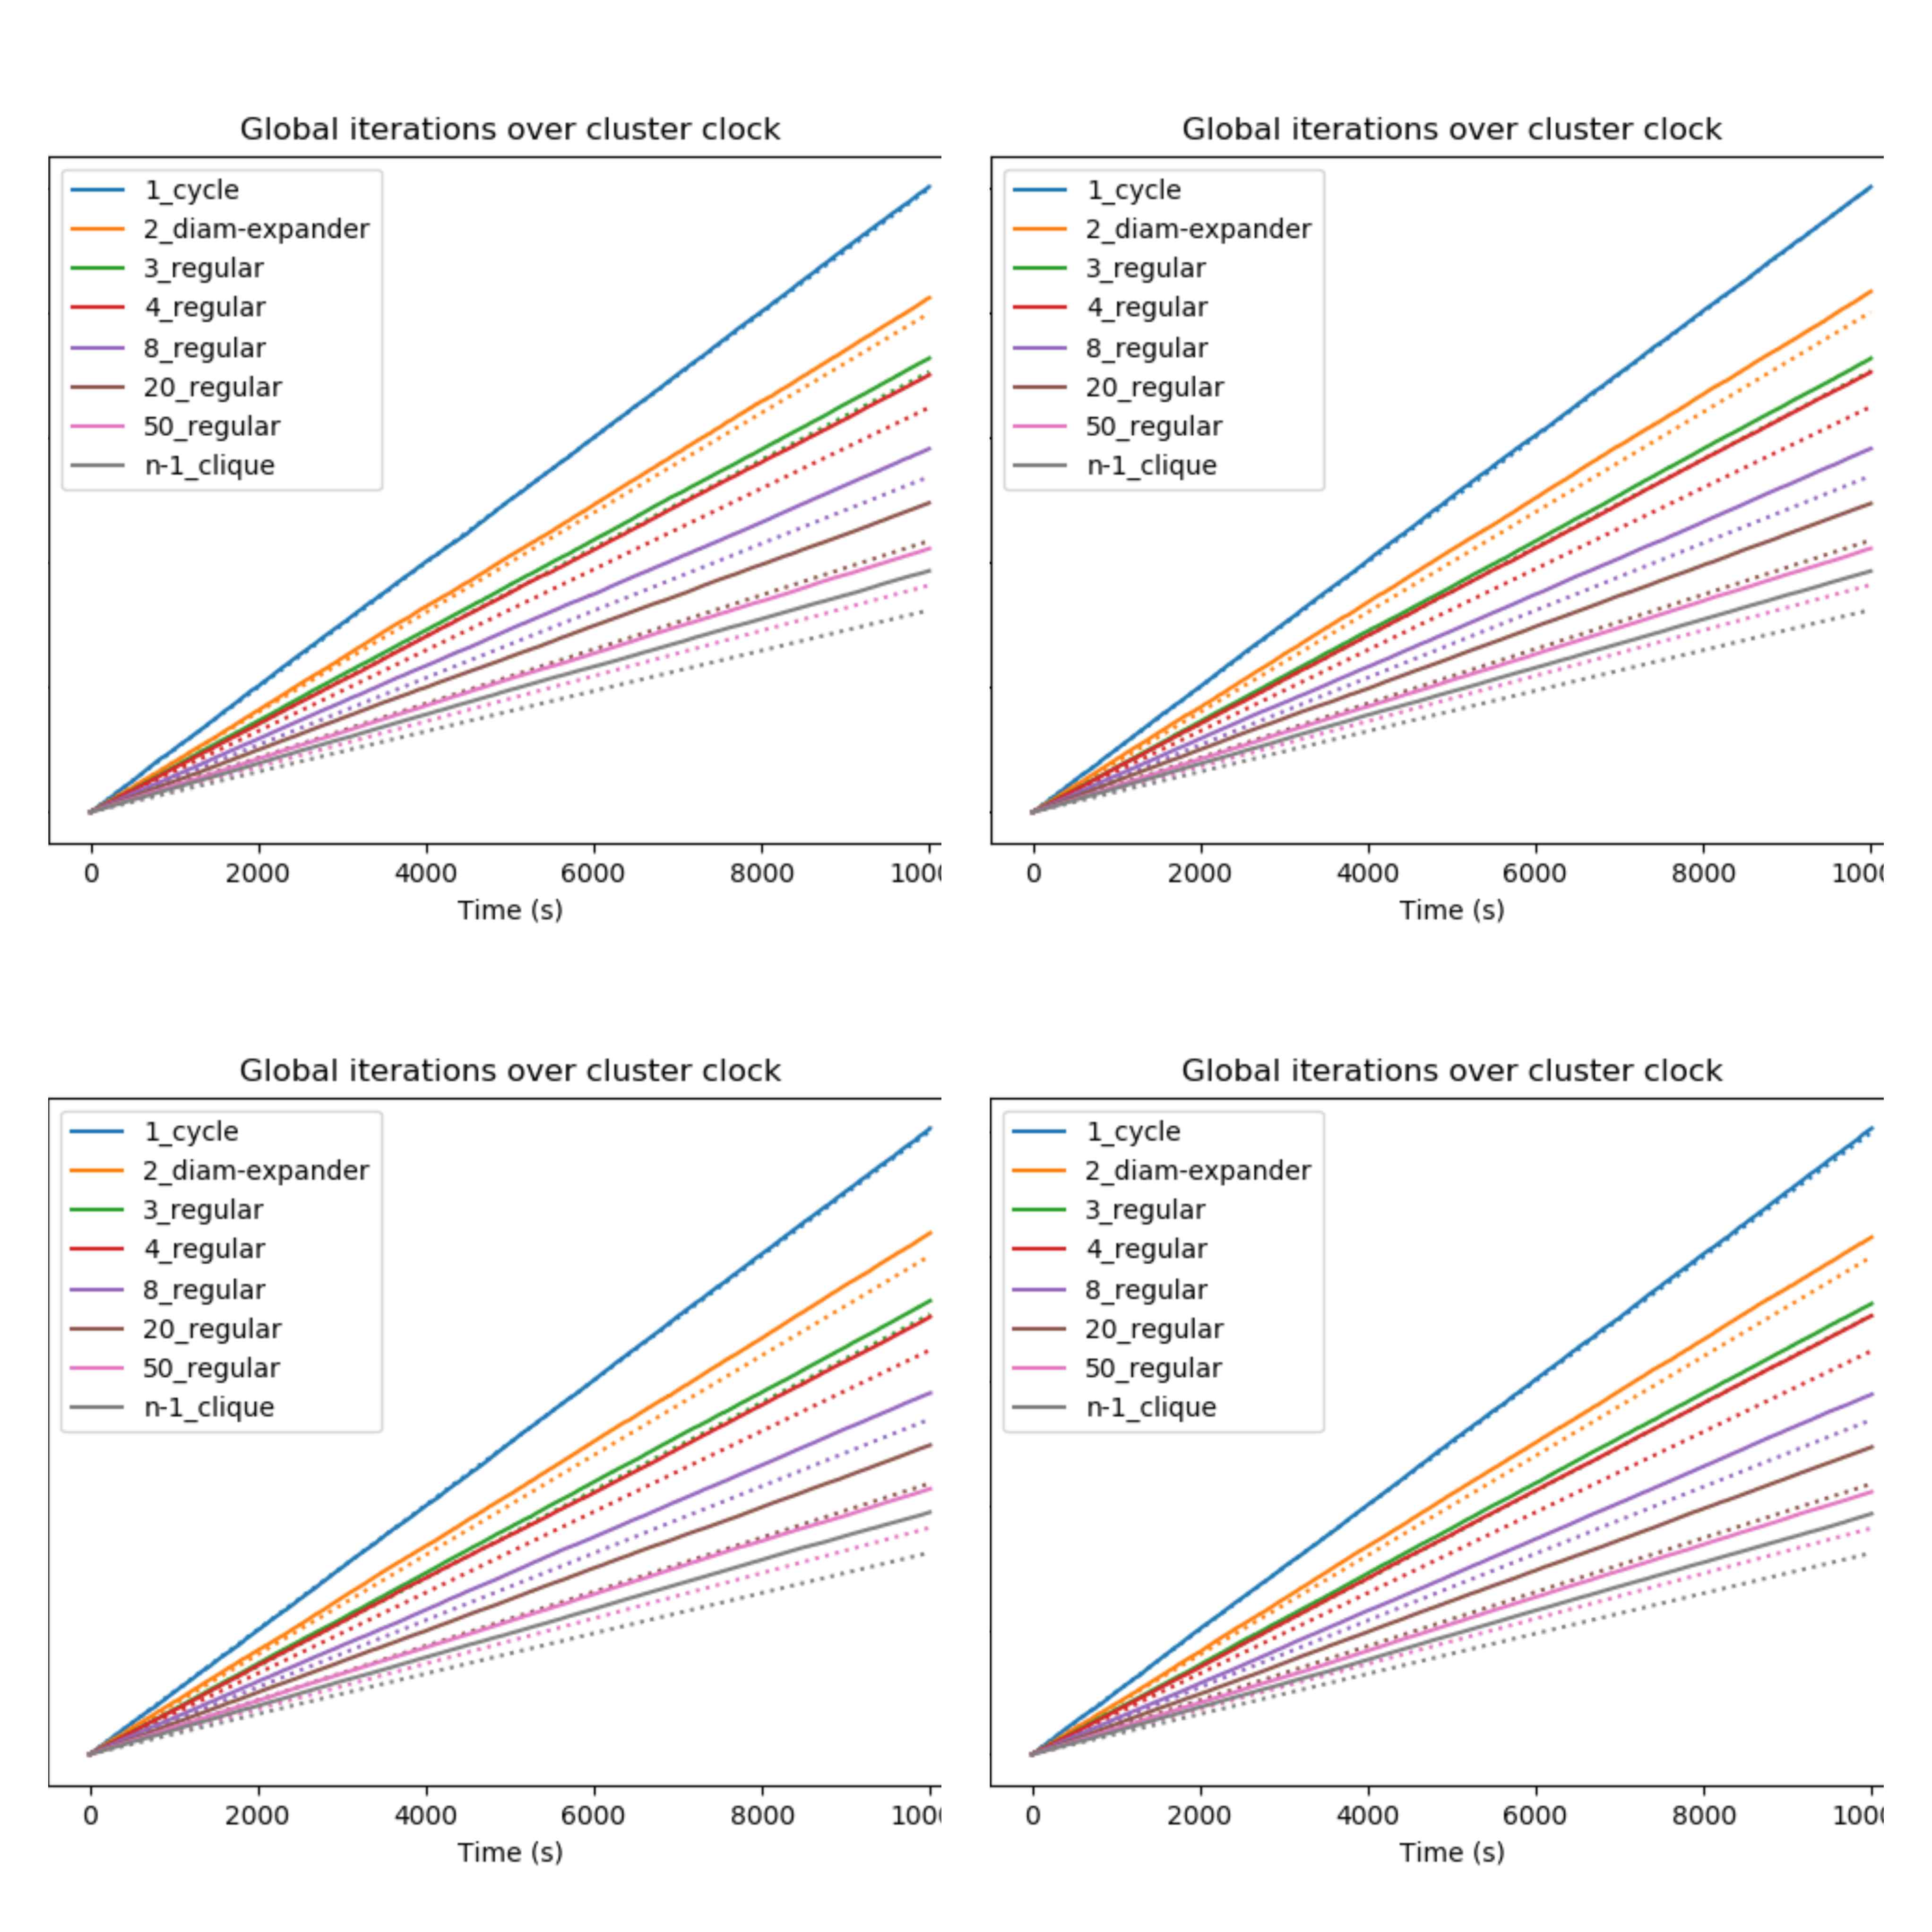 Global iterations over cluster clock
1_cycle
2_diam-expander
3_regular
4_regular
8_regular
20_regular
50_regular
n-1_clique
0 2000 4000 6000 8000 1000
Time (s)
Global iterations over cluster clock
1_cycle
2_diam-expander
3_regular
4_regular
8_regular
20_regular
50_regular
n-1_clique
0 2000 4000 6000 8000 1000
Time (s)
Global iterations over cluster clock
1_cycle
2_diam-expander
3_regular
4_regular
8_regular
20_regular
50_regular
n-1_clique
0 2000 4000 6000 8000 1000
Time (s)
Global iterations over cluster clock
1_cycle
2_diam-expander
3_regular
4_regular
8_regular
20_regular
50_regular
n-1_clique
0 2000 4000 6000 8000 1000
Time (s)